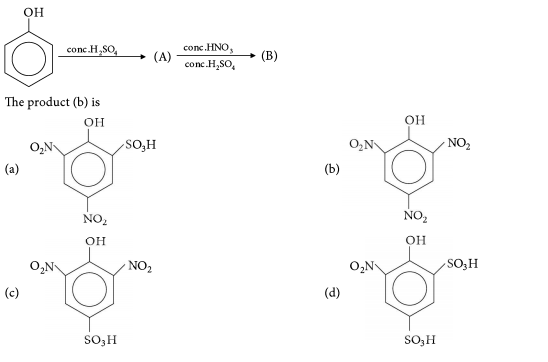 OH
conc.H₂SO₄ (A) conc.HNO₃ (B)
conc.H₂SO₄
The product (b) is
OH
O₂N SO₃H
(a)
NO₂
OH
O₂N NO₂
(b)
NO₂
OH
O₂N NO₂
(c)
SO₃H
OH
O₂N SO₃H
(d)
SO₃H